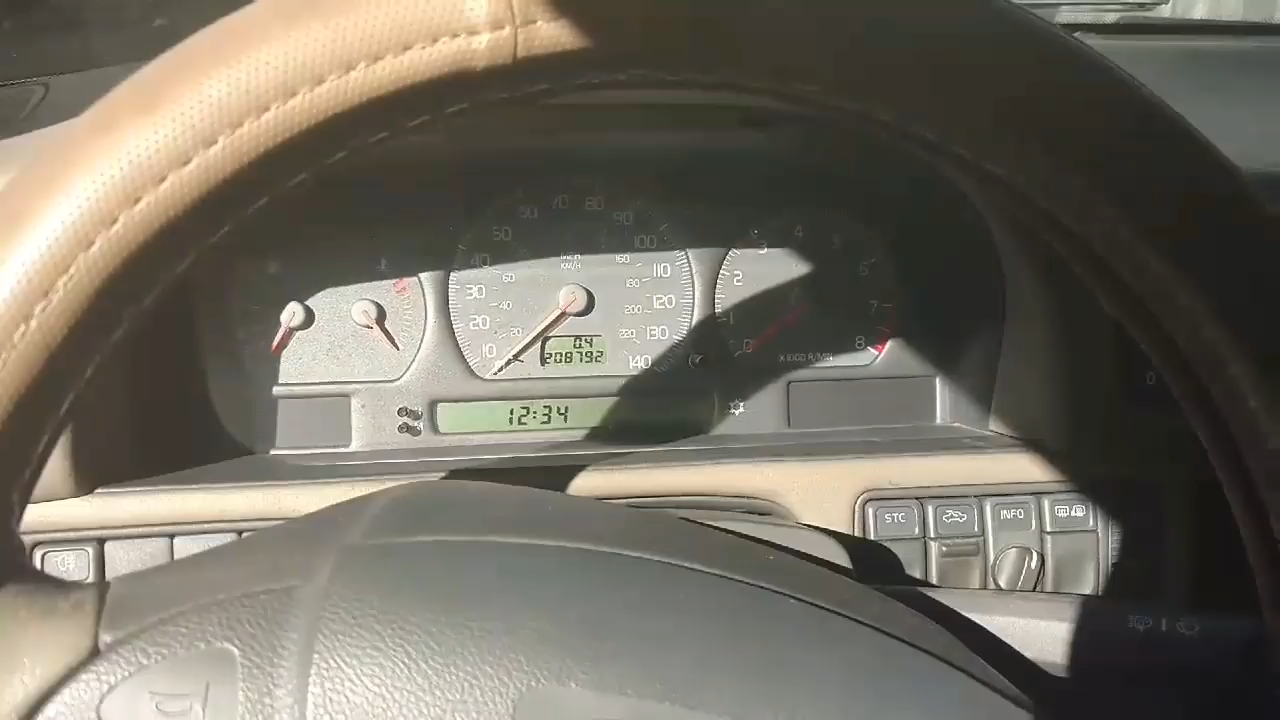 50 60 70 80 90 100
40 30 20 10
60 40 20
MPH
KM/H
160 180 200 220
110 120 130 140
0.4
208792
0 1 2 3 4 5 6 7 8
X1000 R/MIN
12:34
STC
INFO
0